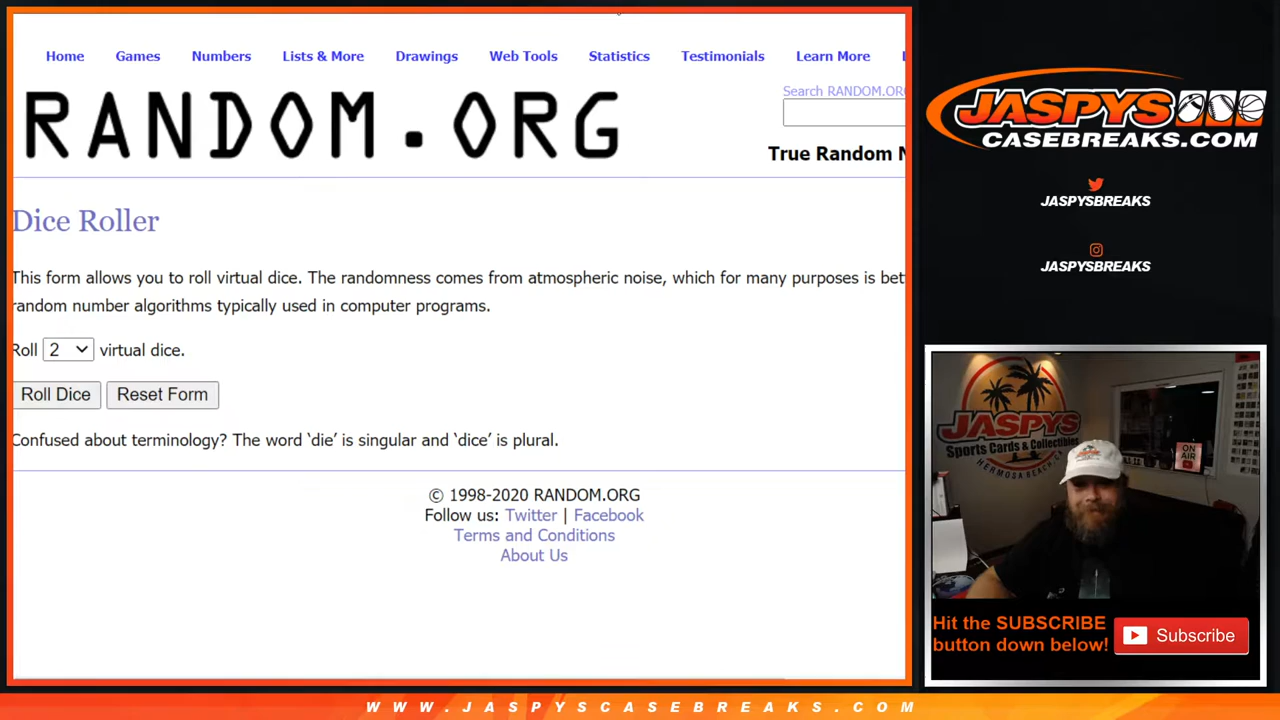 Home Games Numbers Lists & More Drawings Web Tools Statistics Testimonials Learn More
RANDOM.ORG
Search RANDOM.ORG
True Random N
Dice Roller
This form allows you to roll virtual dice. The randomness comes from atmospheric noise, which for many purposes is bet
random number algorithms typically used in computer programs.
Roll 2 virtual dice.
Roll Dice Reset Form
Confused about terminology? The word ‘die’ is singular and ‘dice’ is plural.
© 1998-2020 RANDOM.ORG
Follow us: Twitter | Facebook
Terms and Conditions
About Us
JASPYS
CASEBREAKS.COM
JASPYSBREAKS
JASPYSBREAKS
JASPYS
Sports Cards & Collectibles
HERMOSA BEACH, CA
ON
AIR
Hit the SUBSCRIBE
button down below!
Subscribe
WWW.JASPYSCASEBREAKS.COM